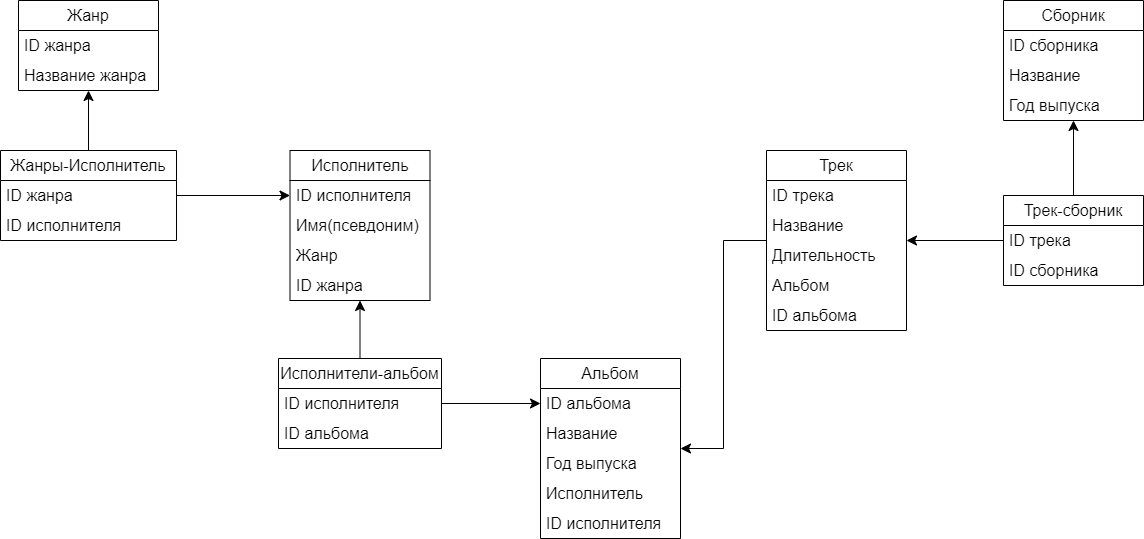 Жанр
ID жанра
Название жанра
Жанры-Исполнитель
ID жанра
ID исполнителя
Исполнитель
ID исполнителя
Имя(псевдоним)
Жанр
ID жанра
Исполнители-альбом
ID исполнителя
ID альбома
Альбом
ID альбома
Название
Год выпуска
Исполнитель
ID исполнителя
Трек
ID трека
Название
Длительность
Альбом
ID альбома
Сборник
ID сборника
Название
Год выпуска
Трек-сборник
ID трека
ID сборника